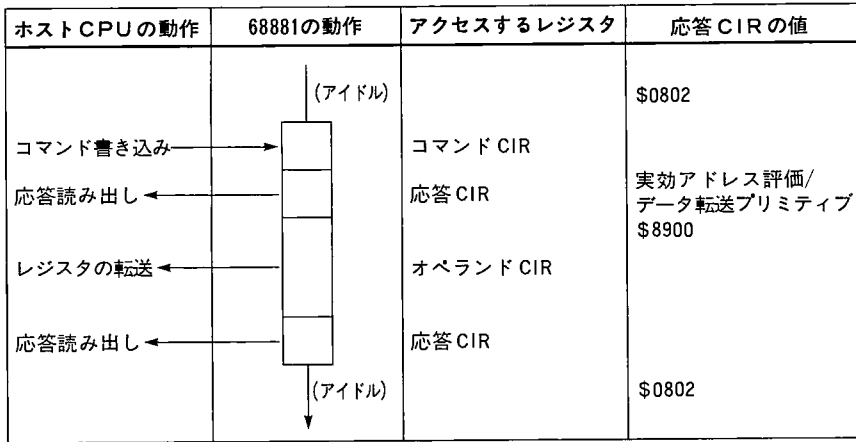 ホストCPUの動作 68881の動作 アクセスするレジスタ 応答CIRの値
(アイドル) $0802
コマンド書き込み コマンドCIR
応答読み出し 応答CIR 実効アドレス評価/
データ転送プリミティブ
$8900
レジスタの転送 オペランドCIR
応答読み出し 応答CIR
(アイドル) $0802